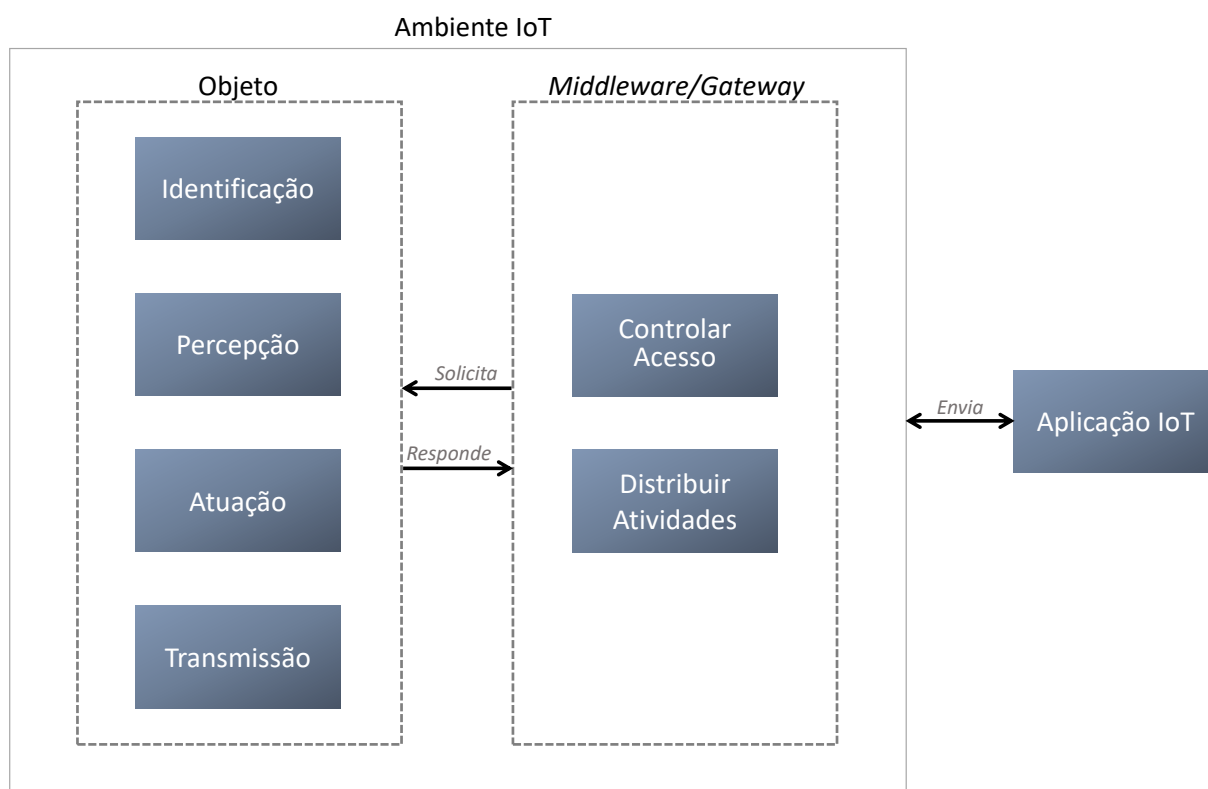 Ambiente IoT
Objeto
Identificação
Percepção
Atuação
Transmissão
Solicita
Responde
Middleware/Gateway
Controlar
Acesso
Distribuir
Atividades
Envia
Aplicação IoT